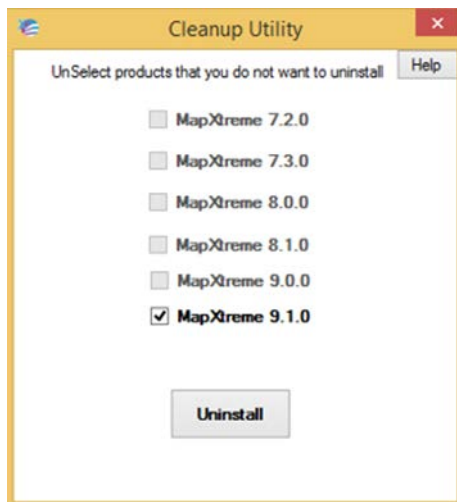 Cleanup Utility
Help
UnSelect products that you do not want to uninstall
MapXtreme 7.2.0
MapXtreme 7.3.0
MapXtreme 8.0.0
MapXtreme 8.1.0
MapXtreme 9.0.0
MapXtreme 9.1.0
Uninstall